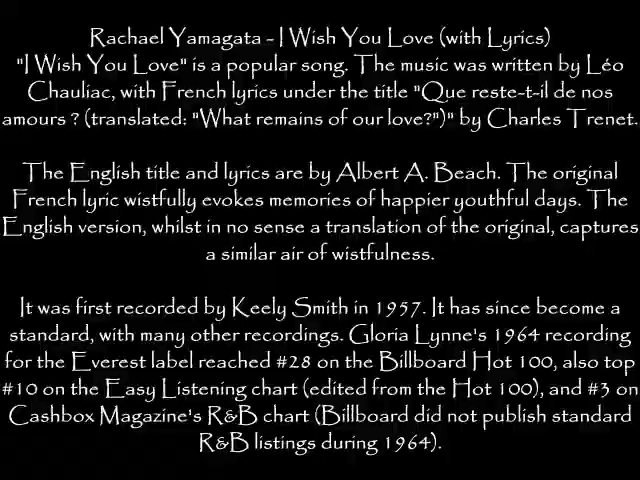 Rachael Yamagata - I Wish You Love (with Lyrics)
"I Wish You Love" is a popular song. The music was written by Léo
Chauliac, with French lyrics under the title "Que reste-t-il de nos
amours ? (translated: "What remains of our love?")" by Charles Trenet.
The English title and lyrics are by Albert A. Beach. The original
French lyric wistfully evokes memories of happier youthful days. The
English version, whilst in no sense a translation of the original, captures
a similar air of wistfulness.
It was first recorded by Keely Smith in 1957. It has since become a
standard, with many other recordings. Gloria Lynne's 1964 recording
for the Everest label reached #28 on the Billboard Hot 100, also top
#10 on the Easy Listening chart (edited from the Hot 100), and #3 on
Cashbox Magazine's R&B chart (Billboard did not publish standard
R&B listings during 1964).